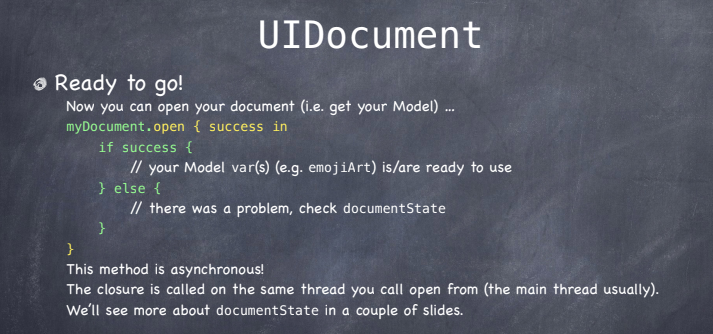 UIDocument
Ready to go!
Now you can open your document (i.e. get your Model) ...
myDocument.open { success in
if success {
// your Model var(s) (e.g. emojiArt) is/are ready to use
} else {
// there was a problem, check documentState
}
}
This method is asynchronous!
The closure is called on the same thread you call open from (the main thread usually).
We'll see more about documentState in a couple of slides.